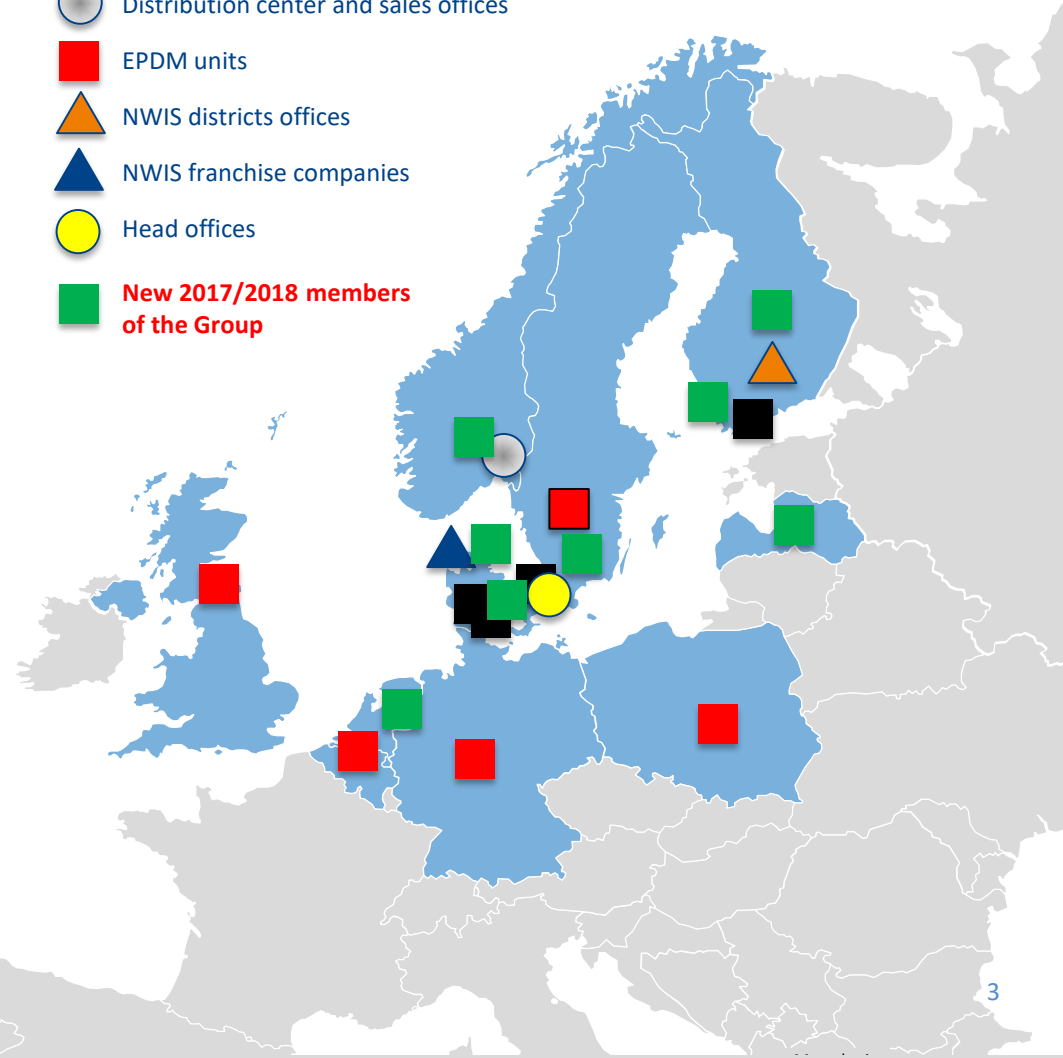 Distribution center and sales offices
EPDM units
NWIS districts offices
NWIS franchise companies
Head offices
New 2017/2018 members
of the Group
3